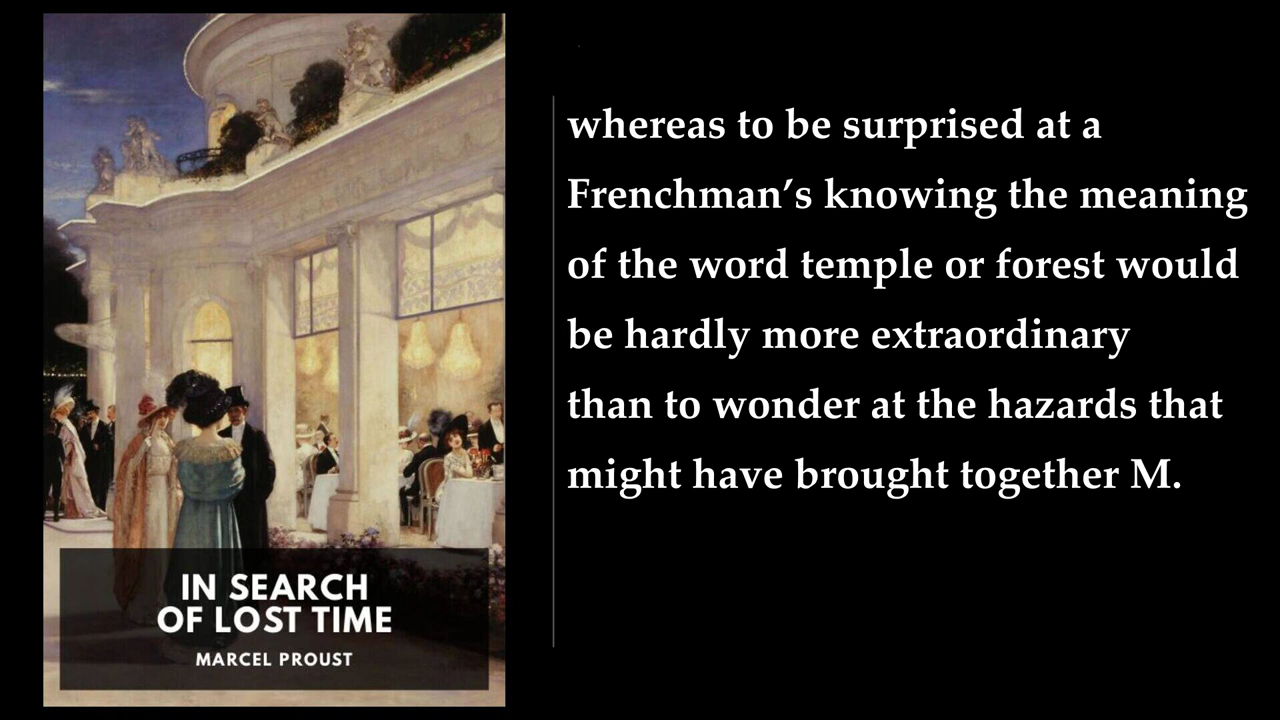 whereas to be surprised at a
Frenchman’s knowing the meaning
of the word temple or forest would
be hardly more extraordinary
than to wonder at the hazards that
might have brought together M.
IN SEARCH
OF LOST TIME
MARCEL PROUST